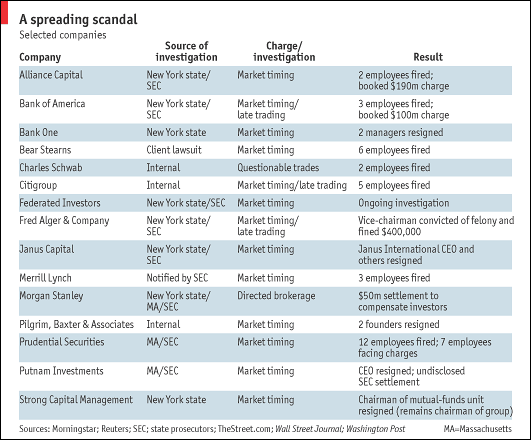 A spreading scandal
Selected companies
Company Source of investigation Charge/ investigation Result
Alliance Capital New York state/ Market timing 2 employees fired;
SEC booked $190m charge
Bank of America New York state/ Market timing/ 3 employees fired;
SEC late trading booked $100m charge
Bank One New York state Market timing 2 managers resigned
Bear Stearns Client lawsuit Market timing 6 employees fired
Charles Schwab Internal Questionable trades 2 employees fired
Citigroup Internal Market timing/late trading 5 employees fired
Federated Investors New York state/SEC Market timing Ongoing investigation
Fred Alger & Company New York state/ Market timing/ Vice-chairman convicted of felony and
SEC late trading fined $400,000
Janus Capital New York state/ Market timing Janus International CEO and
SEC others resigned
Merrill Lynch Notified by SEC Market timing 3 employees fired
Morgan Stanley New York state/ Directed brokerage $50m settlement to
MA/SEC compensate investors
Pilgrim, Baxter & Associates Internal Market timing 2 founders resigned
Prudential Securities MA/SEC Market timing 12 employees fired; 7 employees
facing charges
Putnam Investments MA/SEC Market timing CEO resigned; undisclosed
SEC settlement
Strong Capital Management New York state Market timing Chairman of mutual-funds unit
resigned (remains chairman of group)
Sources: Morningstar; Reuters; SEC; state prosecutors; TheStreet.com; Wall Street Journal; Washington Post MA=Massachusetts